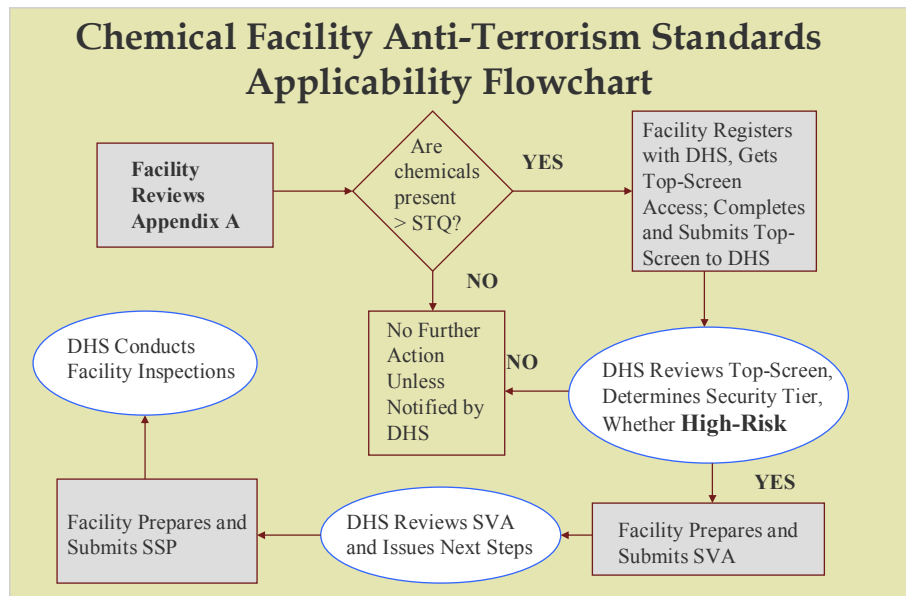 Chemical Facility Anti-Terrorism Standards
Applicability Flowchart
Facility
Reviews
Appendix A
Are
chemicals
present
> STQ?
YES
Facility Registers
with DHS, Gets
Top-Screen
Access; Completes
and Submits Top-
Screen to DHS
NO
No Further
Action
Unless
Notified by
DHS
NO
DHS Reviews Top-Screen,
Determines Security Tier,
Whether High-Risk
YES
Facility Prepares and
Submits SVA
DHS Reviews SVA
and Issues Next Steps
Facility Prepares and
Submits SSP
DHS Conducts
Facility Inspections